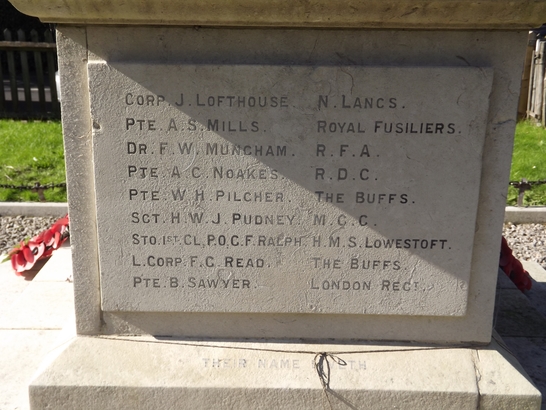 CORP. J. LOFTHOUSE. N. LANCS.
PTE. A. S. MILLS. ROYAL FUSILIERS.
DR. F. W. MUNCHAM. R. F. A.
PTE. A. C. NOAKES. R. D. C.
PTE. W. H. PILCHER. THE BUFFS.
SGT. H. W. J. PUDNEY. M. G. C.
STO. 1ST. CL, P.O. C. F. RALPH. H.M.S. LOWESTOFT.
L. CORP. F. G. READ. THE BUFFS.
PTE. B. SAWYER. LONDON REGT.
THEIR NAME